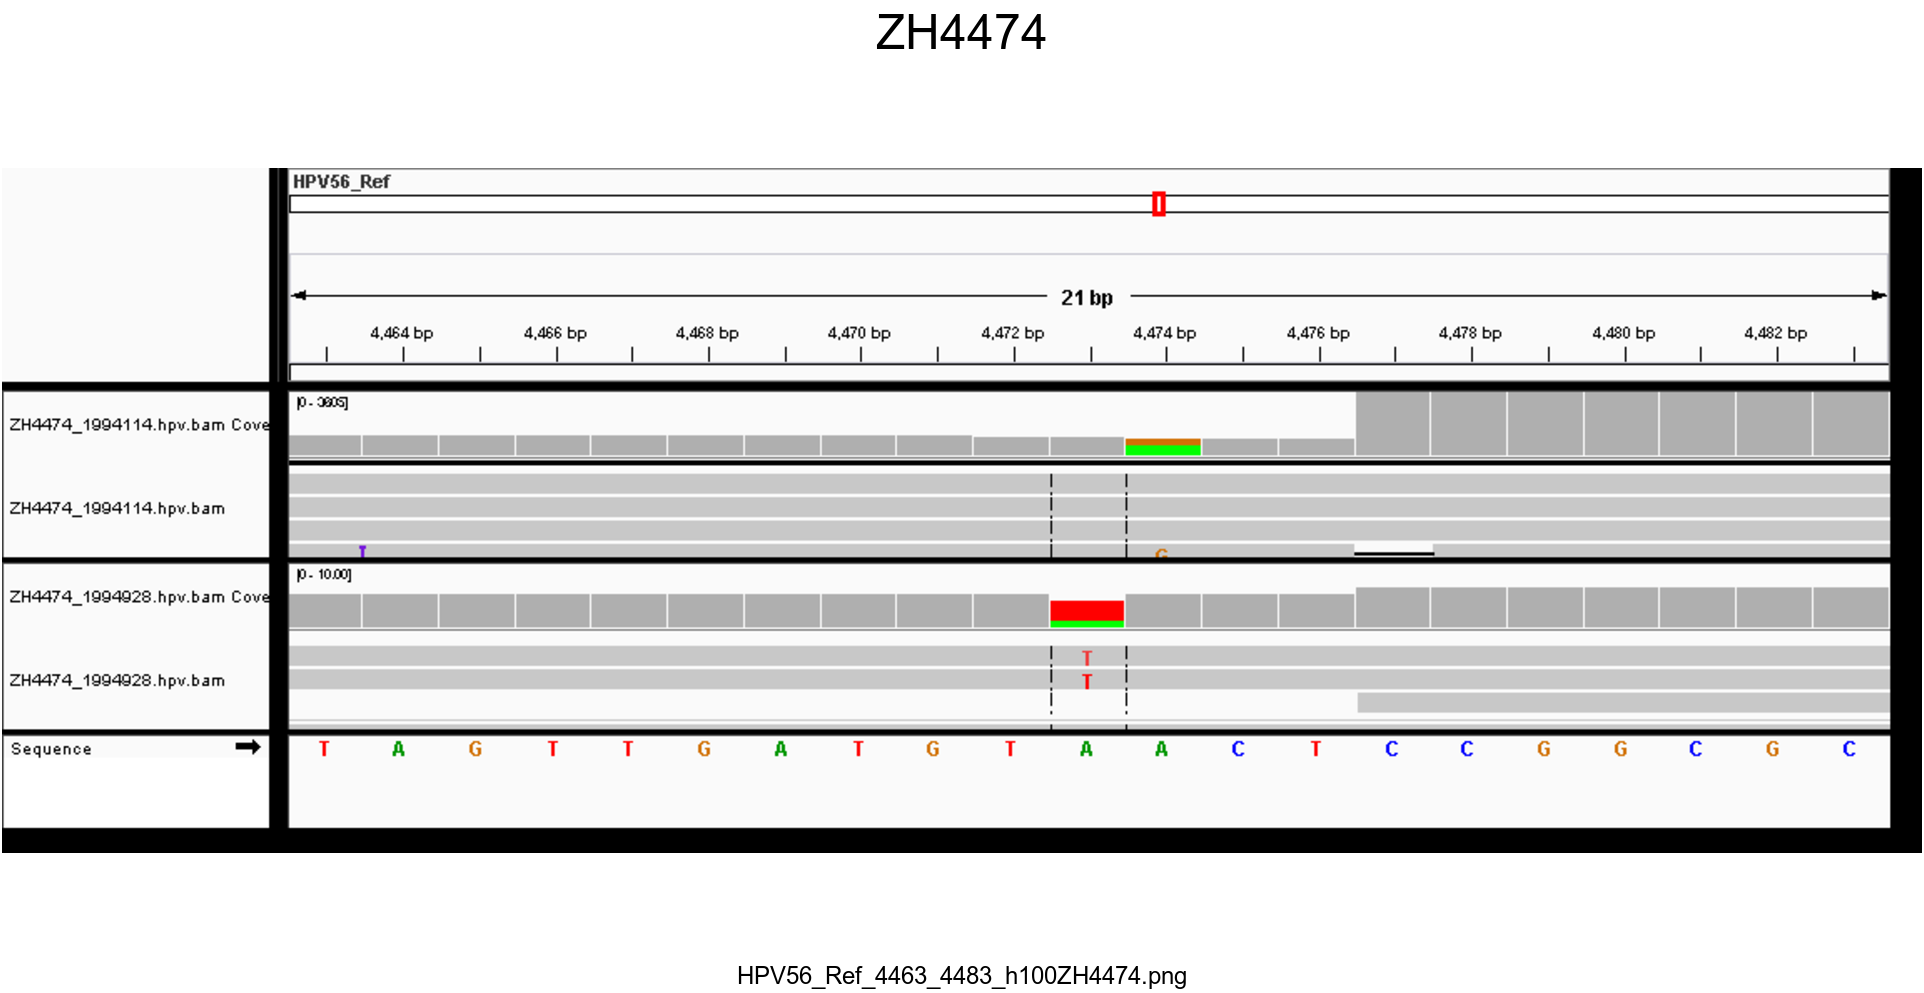 ZH4474
HPV56_Ref
21 bp
4,464 bp 4,466 bp 4,468 bp 4,470 bp 4,472 bp 4,474 bp 4,476 bp 4,478 bp 4,480 bp 4,482 bp
[0 - 3605]
ZH4474_1994114.hpv.bam Cove
ZH4474_1994114.hpv.bam
I G
[0 - 10.00]
ZH4474_1994928.hpv.bam Cove
T
ZH4474_1994928.hpv.bam T
Sequence T A G T T G A T G T A A C T C C G G C G C
HPV56_Ref_4463_4483_h100ZH4474.png